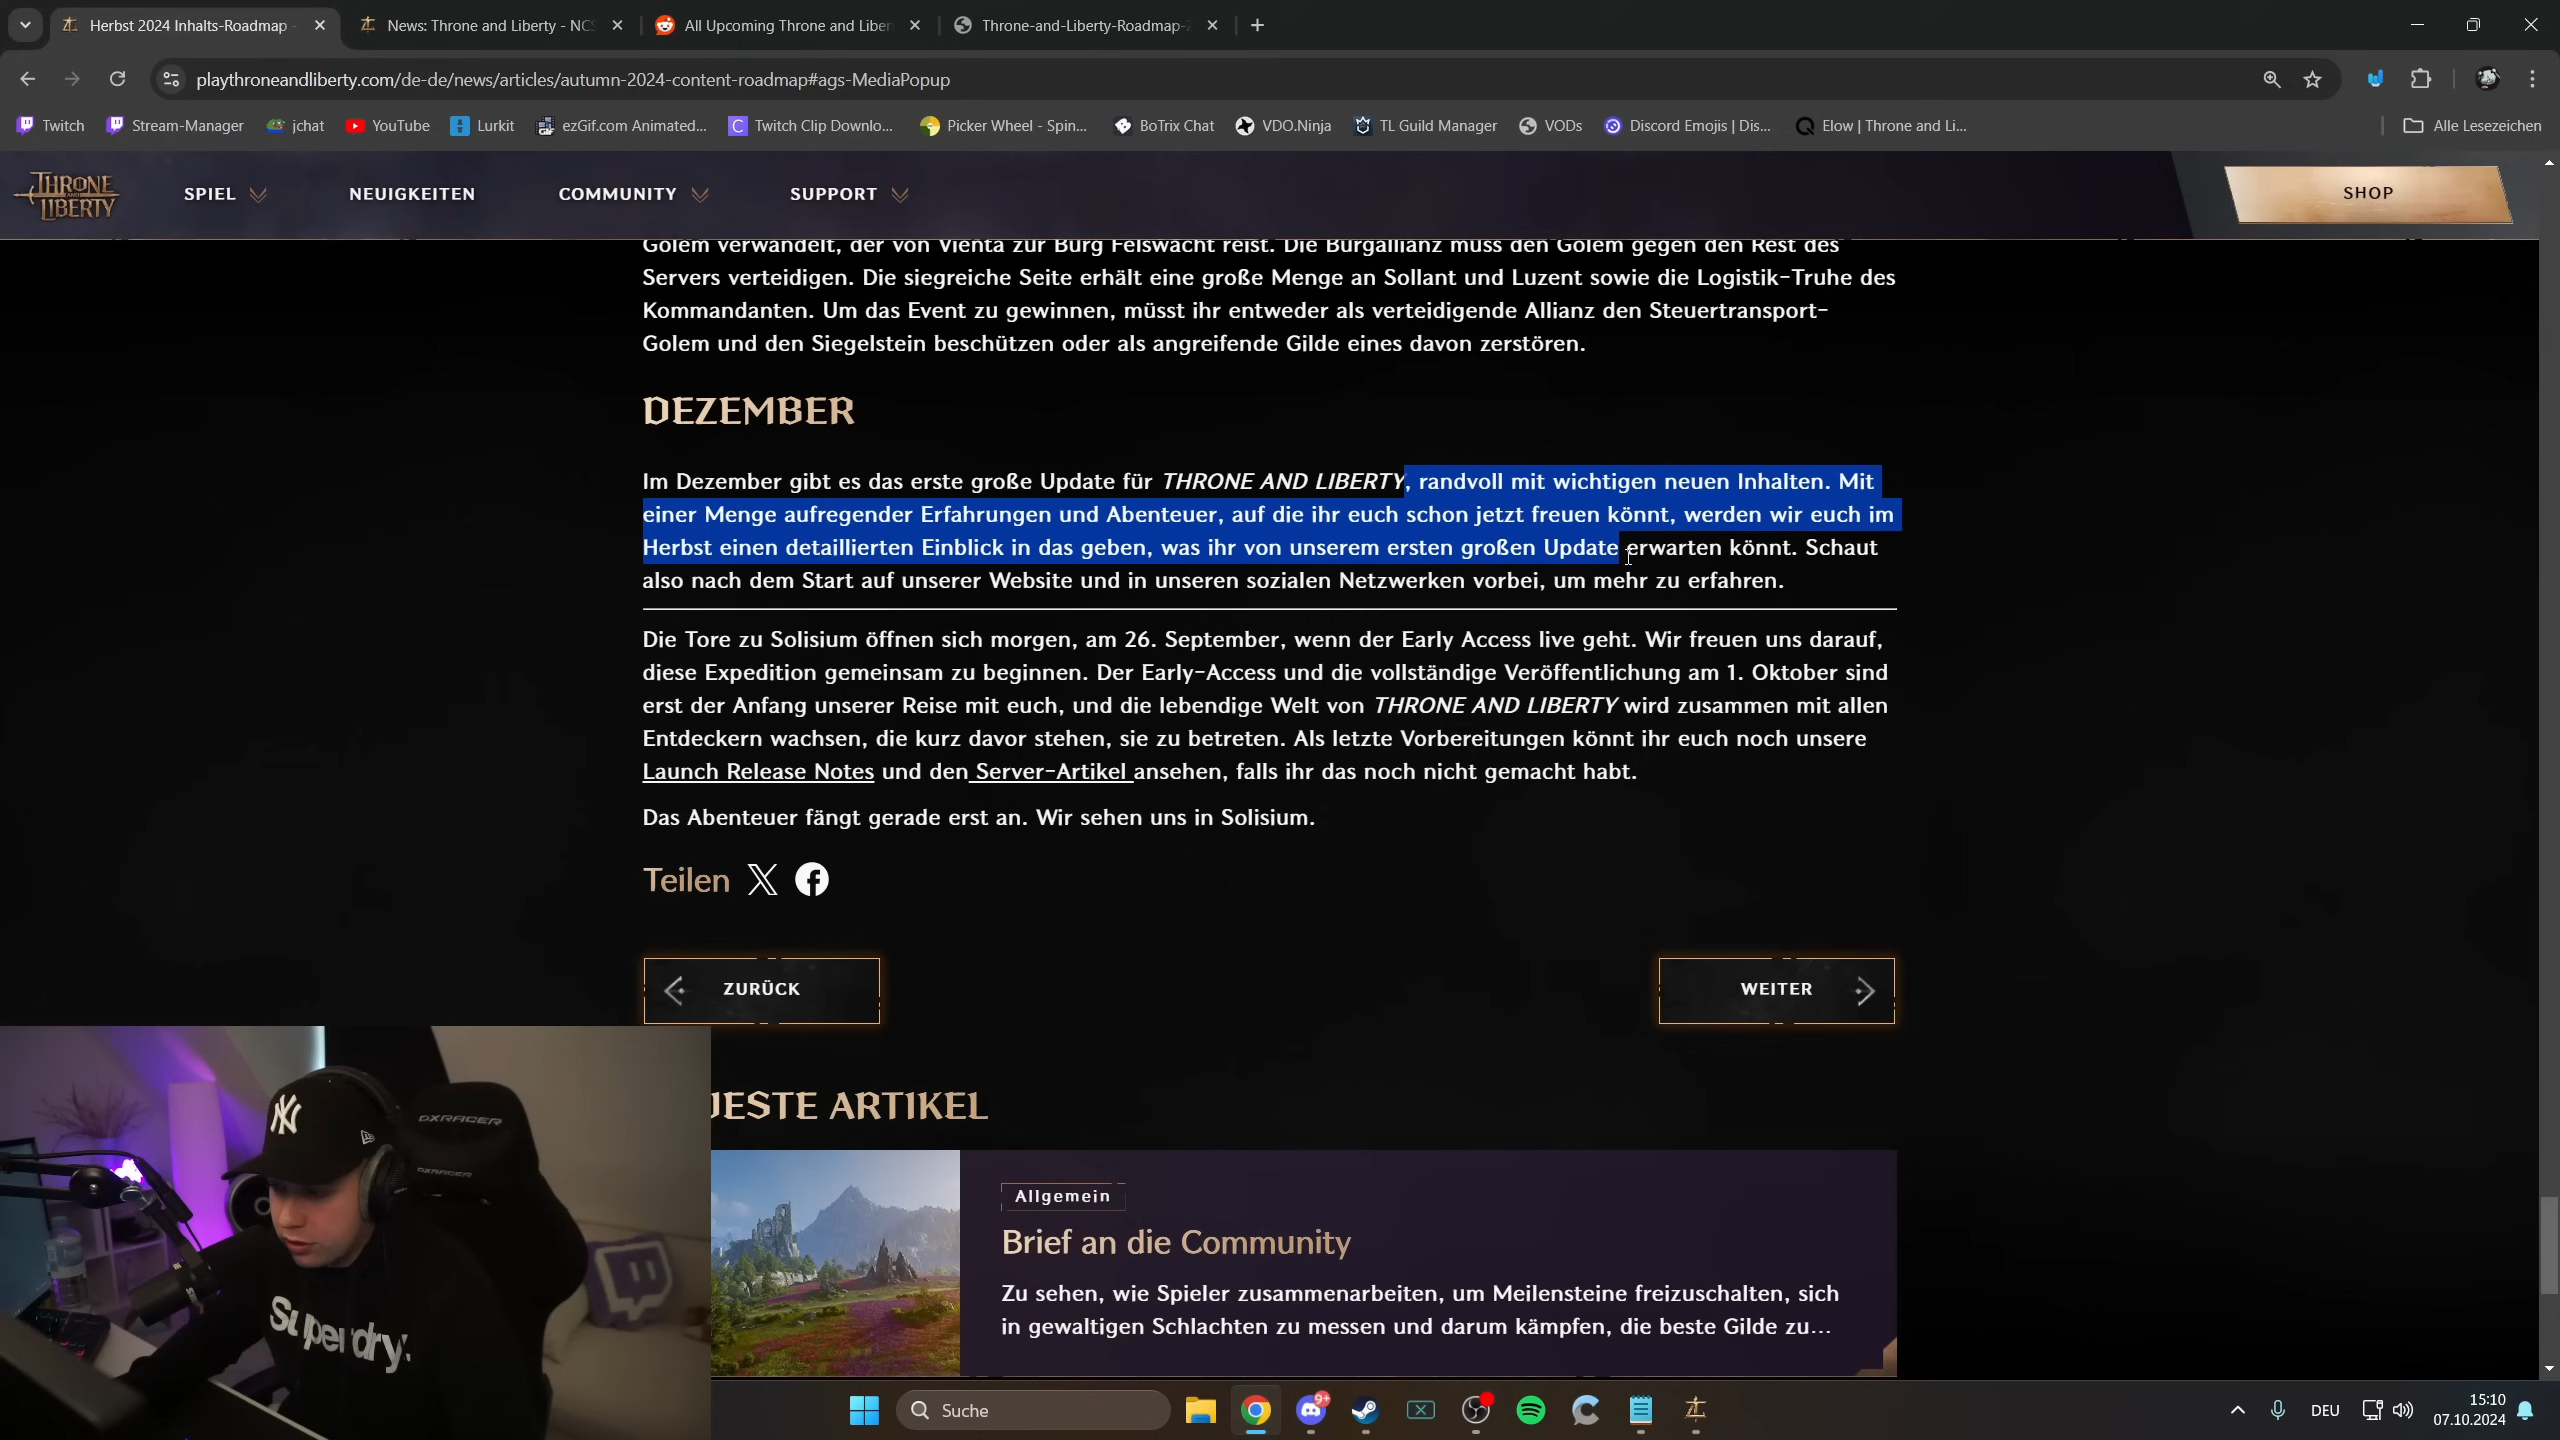 Herbst 2024 Inhalts-Roadmap -
News: Throne and Liberty - NCS
All Upcoming Throne and Liber
Throne-and-Liberty-Roadmap-2
playthroneandliberty.com/de-de/news/articles/autumn-2024-content-roadmap#ags-MediaPopup
Twitch
Stream-Manager
jchat
YouTube
Lurkit
ezGif.com Animated...
Twitch Clip Downlo...
Picker Wheel - Spin...
BoTrix Chat
VDO.Ninja
TL Guild Manager
VODs
Discord Emojis | Dis...
Elow | Throne and Li...
Alle Lesezeichen
THRONE AND LIBERTY
SPIEL
NEUIGKEITEN
COMMUNITY
SUPPORT
SHOP
Golem verwandelt, der von Vienta zur Burg Felswacht reist. Die Burgallianz muss den Golem gegen den Rest des
Servers verteidigen. Die siegreiche Seite erhält eine große Menge an Sollant und Luzent sowie die Logistik-Truhe des
Kommandanten. Um das Event zu gewinnen, müsst ihr entweder als verteidigende Allianz den Steuertransport-
Golem und den Siegelstein beschützen oder als angreifende Gilde eines davon zerstören.
DEZEMBER
Im Dezember gibt es das erste große Update für THRONE AND LIBERTY, randvoll mit wichtigen neuen Inhalten. Mit
einer Menge aufregender Erfahrungen und Abenteuer, auf die ihr euch schon jetzt freuen könnt, werden wir euch im
Herbst einen detaillierten Einblick in das geben, was ihr von unserem ersten großen Update erwarten könnt. Schaut
also nach dem Start auf unserer Website und in unseren sozialen Netzwerken vorbei, um mehr zu erfahren.
Die Tore zu Solisium öffnen sich morgen, am 26. September, wenn der Early Access live geht. Wir freuen uns darauf,
diese Expedition gemeinsam zu beginnen. Der Early-Access und die vollständige Veröffentlichung am 1. Oktober sind
erst der Anfang unserer Reise mit euch, und die lebendige Welt von THRONE AND LIBERTY wird zusammen mit allen
Entdeckern wachsen, die kurz davor stehen, sie zu betreten. Als letzte Vorbereitungen könnt ihr euch noch unsere
Launch Release Notes und den Server-Artikel ansehen, falls ihr das noch nicht gemacht habt.
Das Abenteuer fängt gerade erst an. Wir sehen uns in Solisium.
Teilen
ZURÜCK
WEITER
UESTE ARTIKEL
Allgemein
Brief an die Community
Zu sehen, wie Spieler zusammenarbeiten, um Meilensteine freizuschalten, sich
in gewaltigen Schlachten zu messen und darum kämpfen, die beste Gilde zu...
NY
DXRACER
DXRACER
Superdry.
Suche
9+
DEU
15:10
07.10.2024